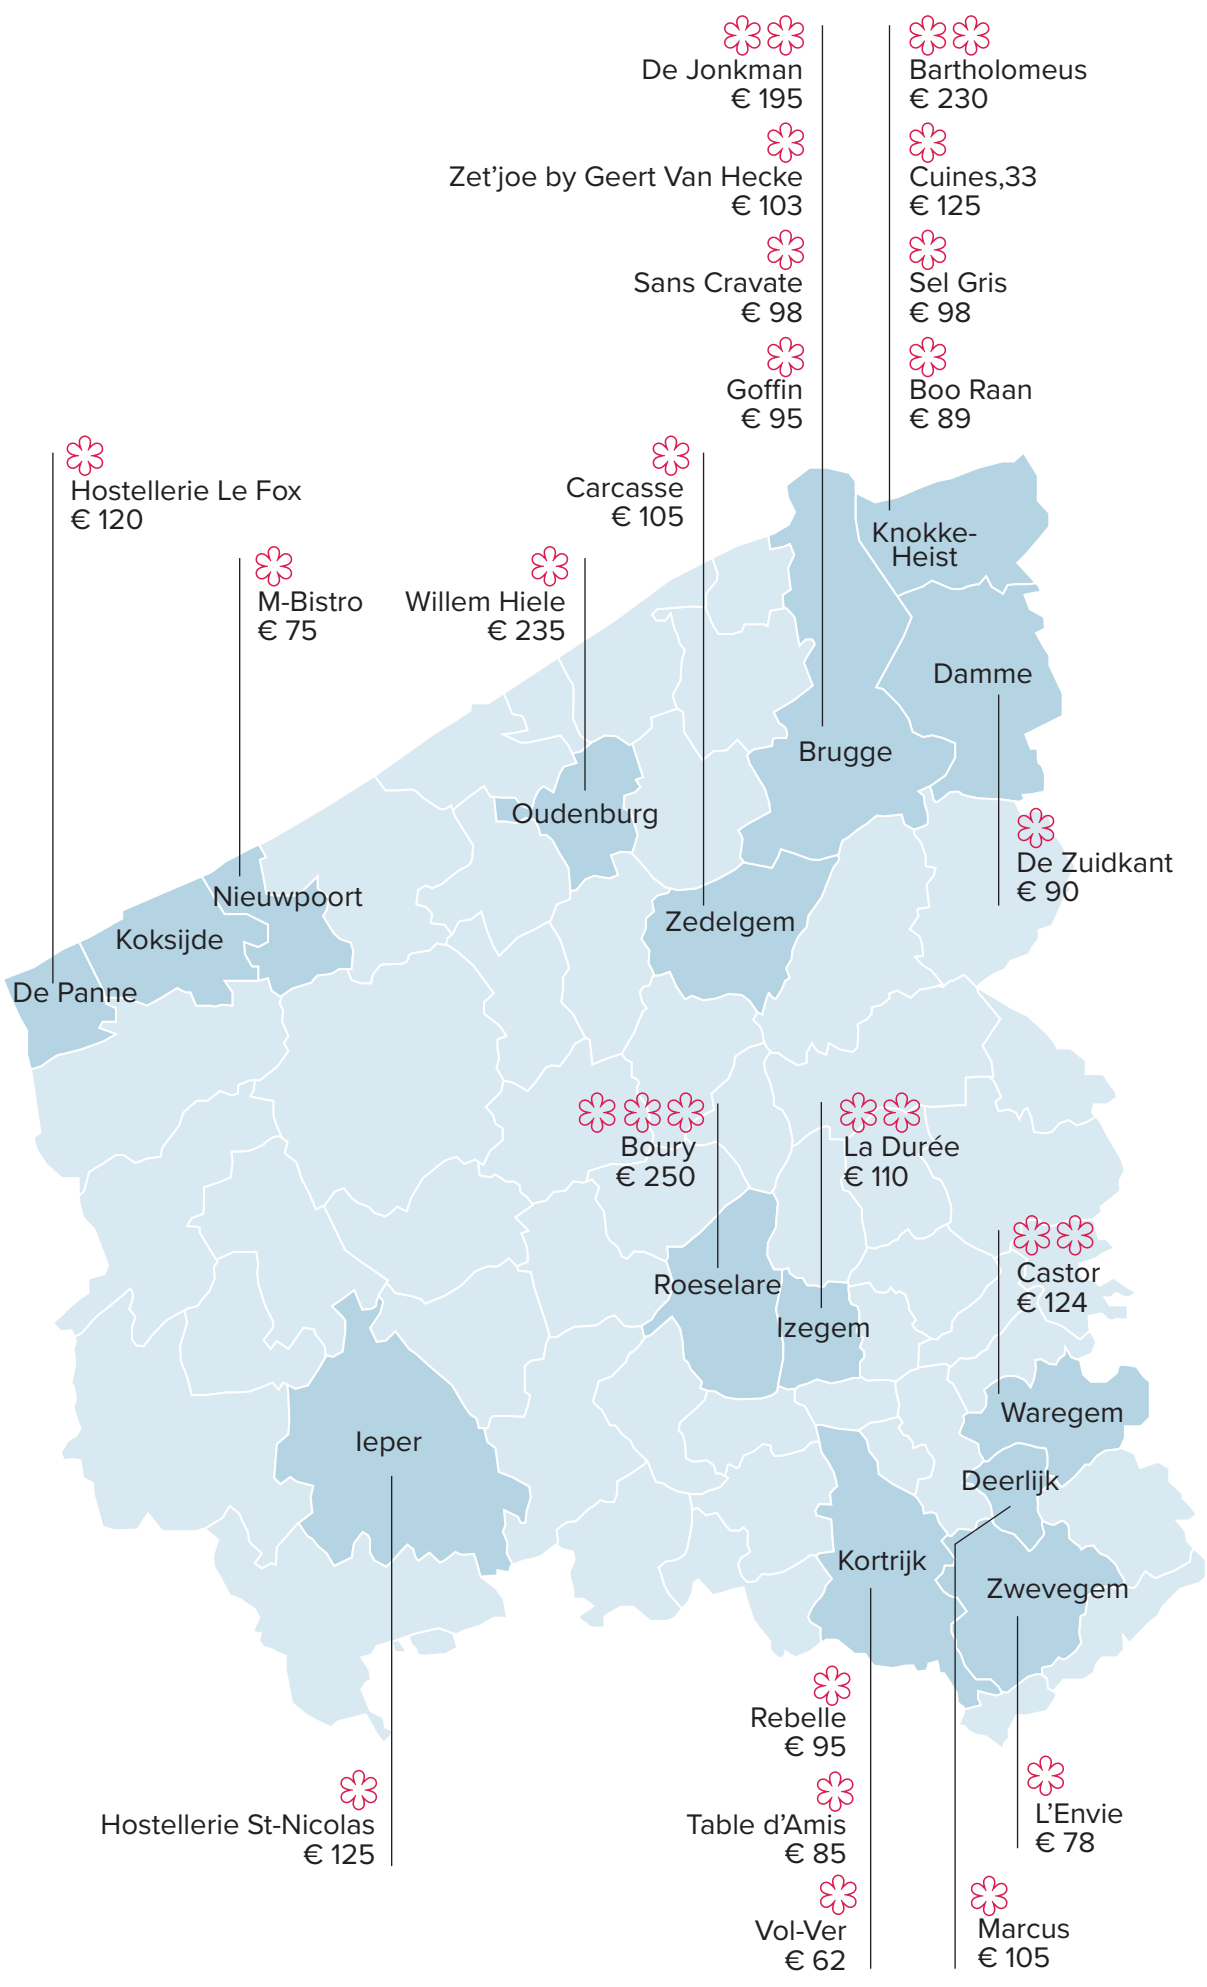 De Jonkman
€ 195
Zet’joe by Geert Van Hecke
€ 103
Sans Cravate
€ 98
Goffin
€ 95
Bartholomeus
€ 230
Cuines,33
€ 125
Sel Gris
€ 98
Boo Raan
€ 89
Hostellerie Le Fox
€ 120
M-Bistro
€ 75
Willem Hiele
€ 235
Carcasse
€ 105
Knokke-
Heist
Damme
Brugge
Oudenburg
De Zuidkant
€ 90
Nieuwpoort
Koksijde
Zedelgem
De Panne
Boury
€ 250
La Durée
€ 110
Castor
€ 124
Roeselare
Izegem
Waregem
Ieper
Deerlijk
Kortrijk
Zwevegem
Rebelle
€ 95
Table d’Amis
€ 85
Vol-Ver
€ 62
Hostellerie St-Nicolas
€ 125
L’Envie
€ 78
Marcus
€ 105